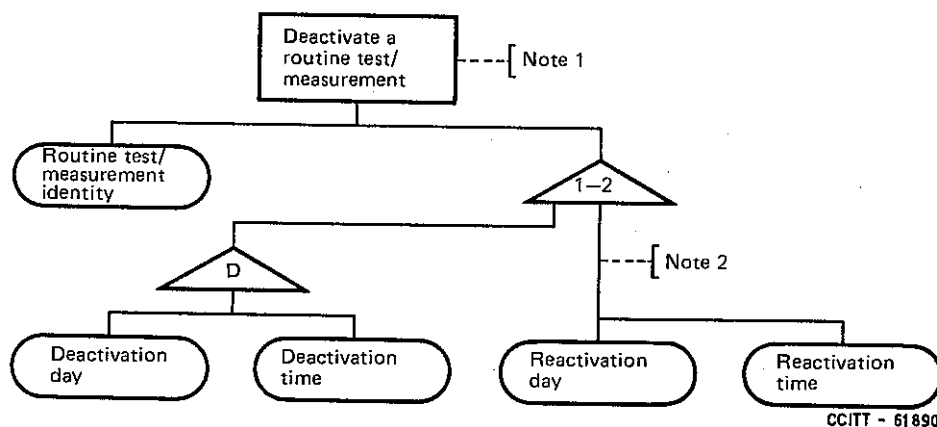 Deactivate a
routine test/
measurement
Note 1
Routine test/
measurement
identity
1–2
Note 2
D
Deactivation
day
Deactivation
time
Reactivation
day
Reactivation
time
CCITT - 61890